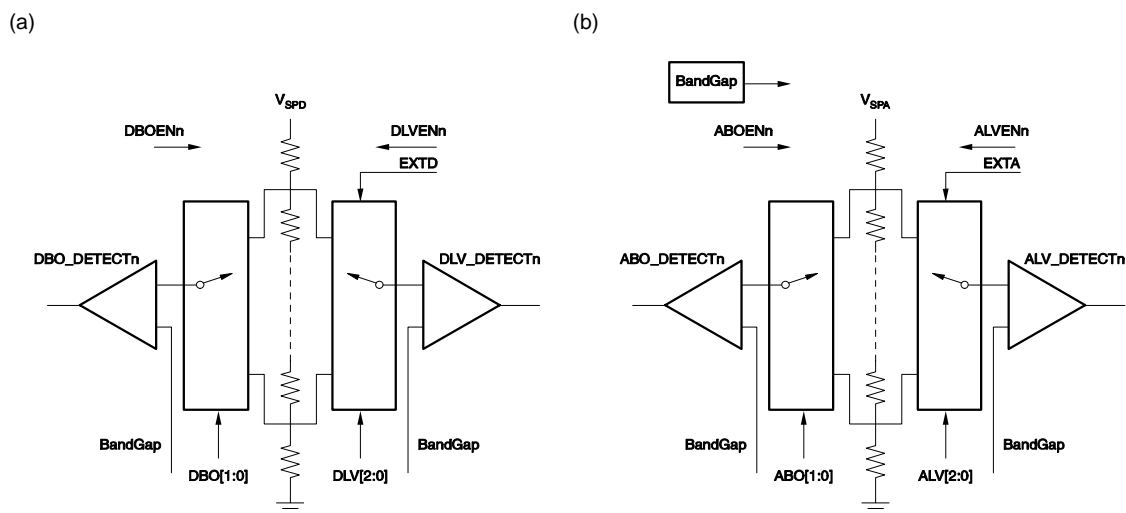 (a)
(b)
BandGap
VSPD
VSPA
DBOENn
DLVENn
ABOENn
ALVENn
EXTD
EXTA
DBO_DETECTn
DLV_DETECTn
ABO_DETECTn
ALV_DETECTn
BandGap
BandGap
BandGap
BandGap
DBO[1:0]
DLV[2:0]
ABO[1:0]
ALV[2:0]